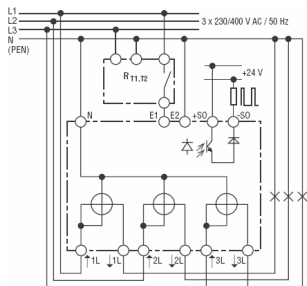 L1
L2
L3
N
(PEN)
3 x 230/400 V AC / 50 Hz
R T1,T2
+24 V
N
E1
E2
+SO
-SO
↑1L
↓1L
↑2L
↓2L
↑3L
↓3L